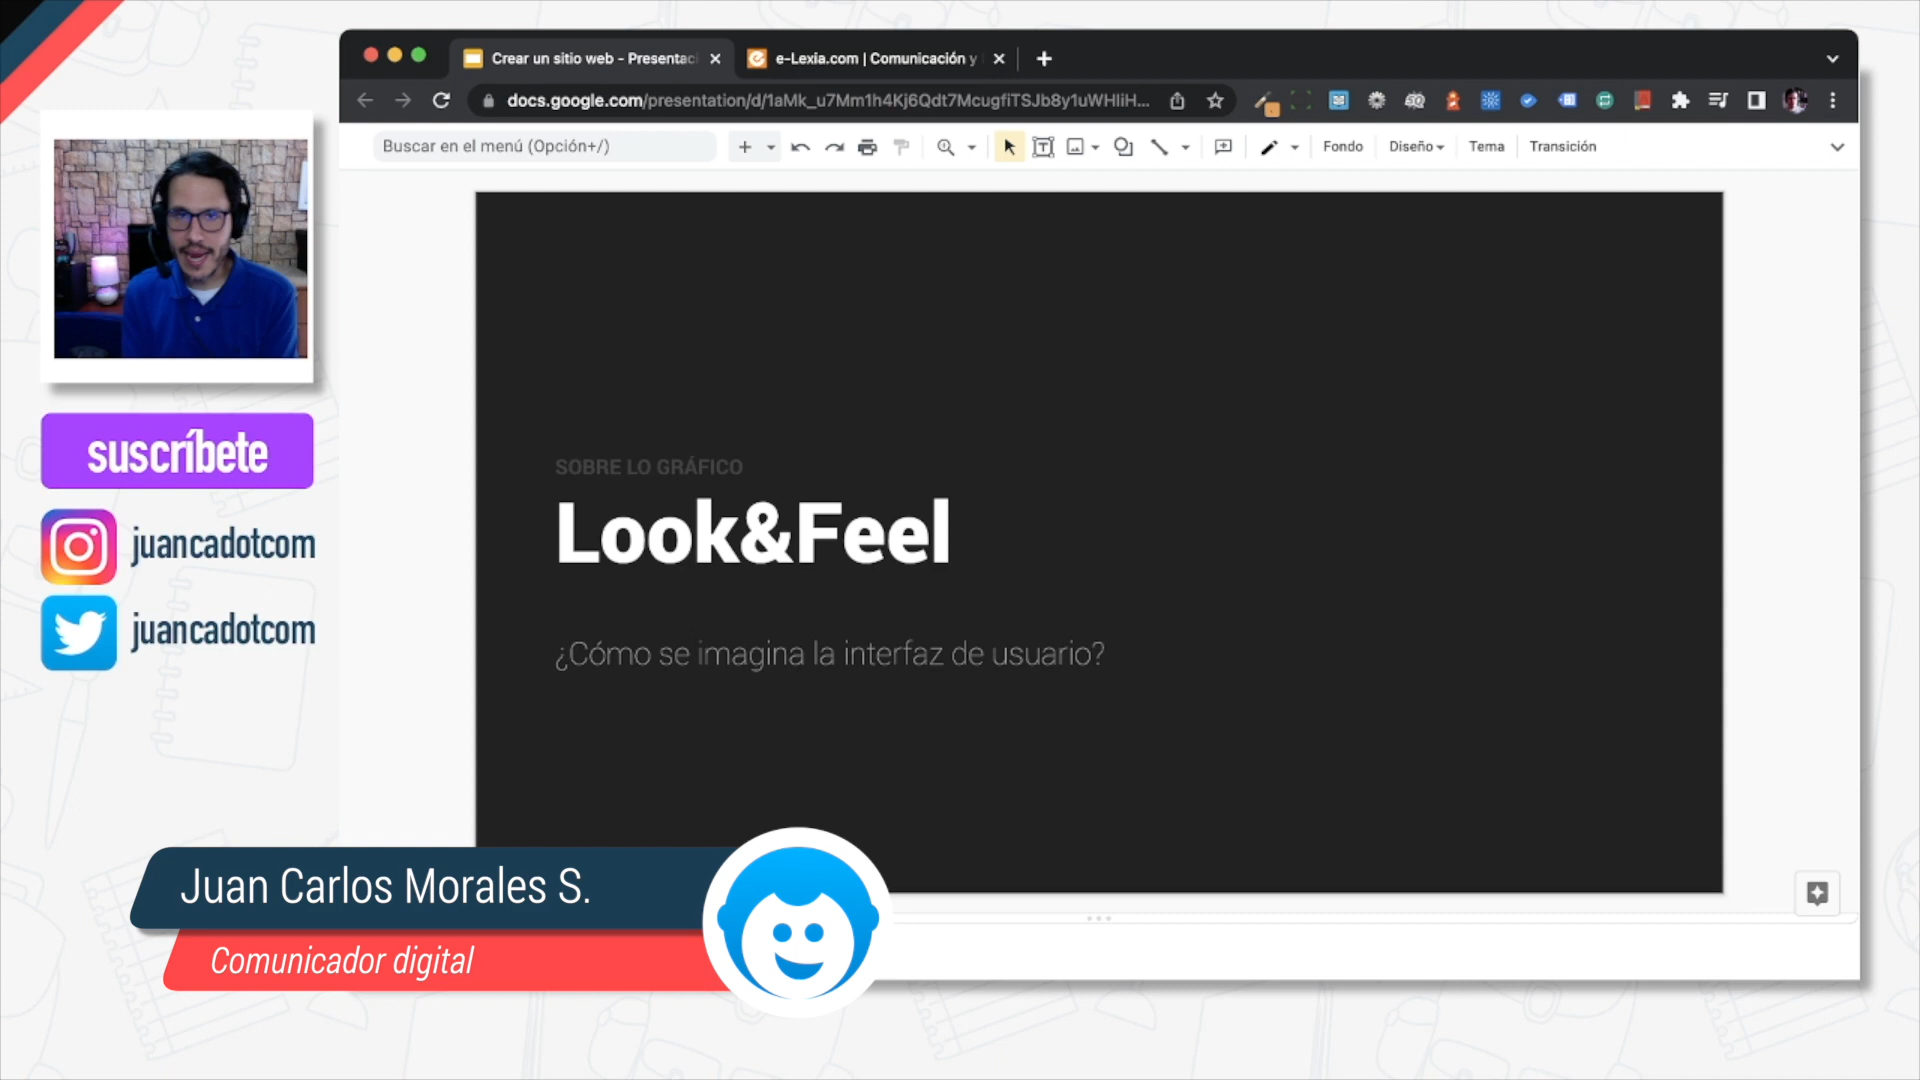 Crear un sitio web - Presentaci
e-Lexia.com | Comunicación y
docs.google.com/presentation/d/1aMk_u7Mm1h4Kj6Qdt7McugfiTSJb8y1uWHIiH...
Buscar en el menú (Opción+/)
Fondo
Diseño
Tema
Transición
suscríbete
juancadotcom
juancadotcom
SOBRE LO GRÁFICO
Look&Feel
¿Cómo se imagina la interfaz de usuario?
Juan Carlos Morales S.
Comunicador digital